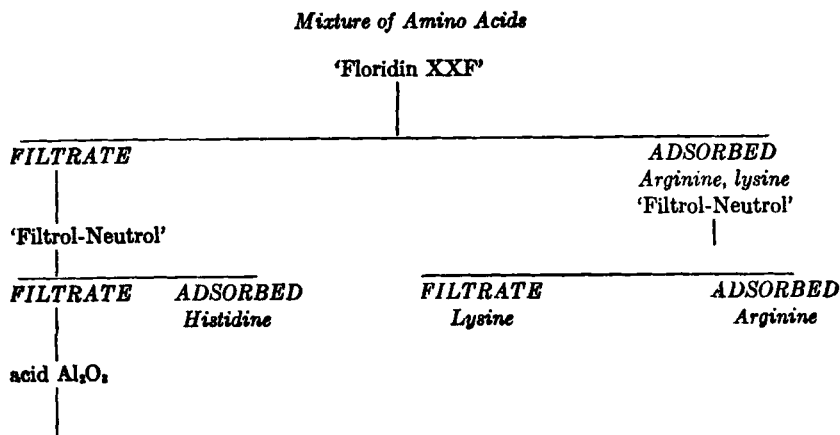 Mixture of Amino Acids
'Floridin XXF'
FILTRATE ADSORBED
Arginine, lysine
'Filtrol-Neutrol'
'Filtrol-Neutrol'
FILTRATE ADSORBED FILTRATE ADSORBED
Histidine Lysine Arginine
acid Al₂O₃